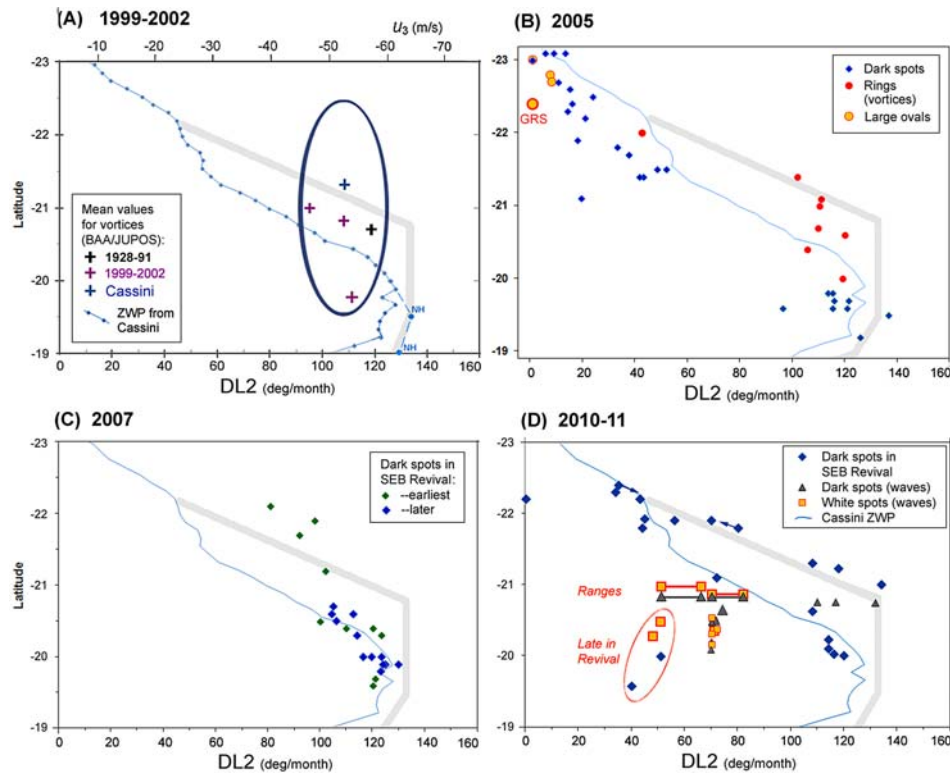 (A) 1999-2002
u3 (m/s)
-10 -20 -30 -40 -50 -60 -70
-23
-22
-21
-20
-19
Latitude
Mean values
for vortices
(BAA/JUPOS):
1928-91
1999-2002
Cassini
ZWP from
Cassini
NH
NH
0 20 40 60 80 100 120 140 160
DL2 (deg/month)
(B) 2005
-23
-22
-21
-20
-19
Dark spots
Rings
(vortices)
Large ovals
GRS
0 20 40 60 80 100 120 140 160
DL2 (deg/month)
(C) 2007
-23
-22
-21
-20
-19
Latitude
Dark spots in
SEB Revival:
--earliest
--later
0 20 40 60 80 100 120 140 160
DL2 (deg/month)
(D) 2010-11
-23
-22
-21
-20
-19
Dark spots in
SEB Revival
Dark spots (waves)
White spots (waves)
Cassini ZWP
Ranges
Late in
Revival
0 20 40 60 80 100 120 140 160
DL2 (deg/month)